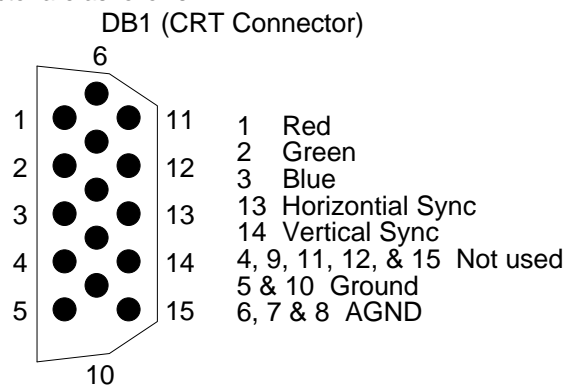 DB1 (CRT Connector)
6
1
11
2
12
3
13
4
14
5
15
10
1 Red
2 Green
3 Blue
13 Horizontial Sync
14 Vertical Sync
4, 9, 11, 12, & 15 Not used
5 & 10 Ground
6, 7 & 8 AGND